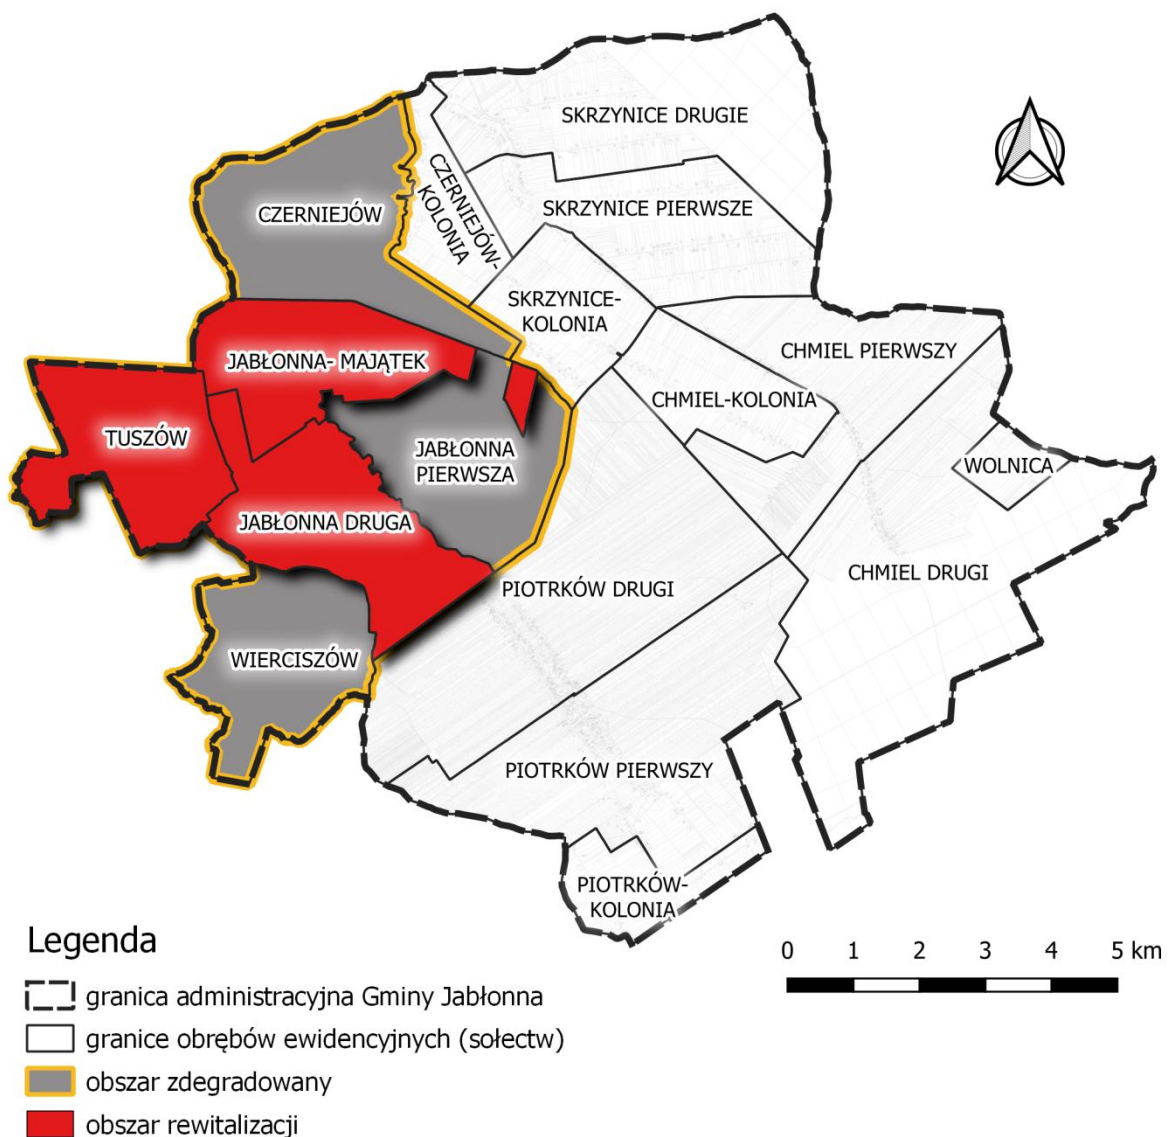 SKRZYNICE DRUGIE
CZERNIEJÓW-
KOLONIA
SKRZYNICE PIERWSZE
CZERNIEJÓW
SKRZYNICE-
KOLONIA
JABŁONNA- MAJĄTEK
CHMIEL PIERWSZY
CHMIEL-KOLONIA
TUSZÓW
JABŁONNA
PIERWSZA
WOLNICA
JABŁONNA DRUGA
CHMIEL DRUGI
PIOTRKÓW DRUGI
WIERCISZÓW
PIOTRKÓW PIERWSZY
PIOTRKÓW-
KOLONIA
Legenda
0 1 2 3 4 5 km
granica administracyjna Gminy Jabłonna
granice obrębów ewidencyjnych (sołectw)
obszar zdegradowany
obszar rewitalizacji